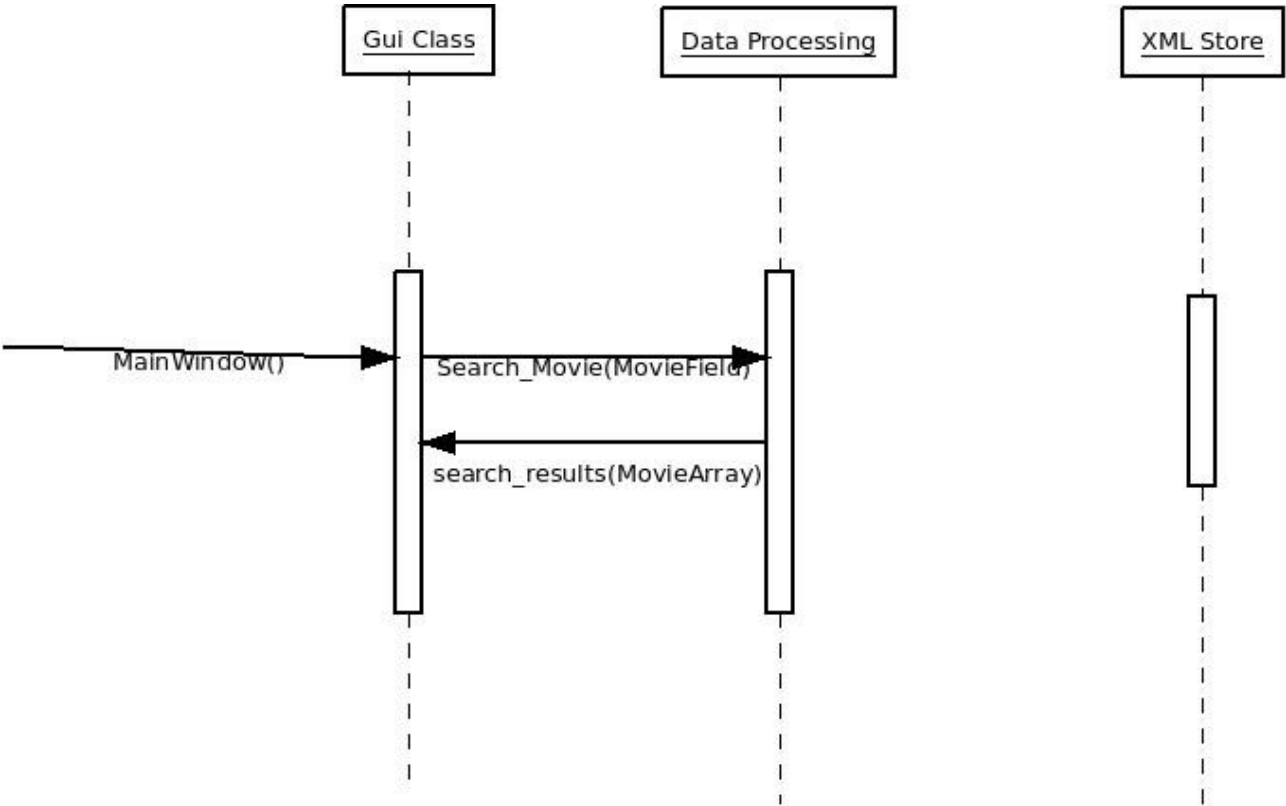 Gui Class
Data Processing
XML Store
MainWindow()
Search_Movie(MovieField)
search_results(MovieArray)